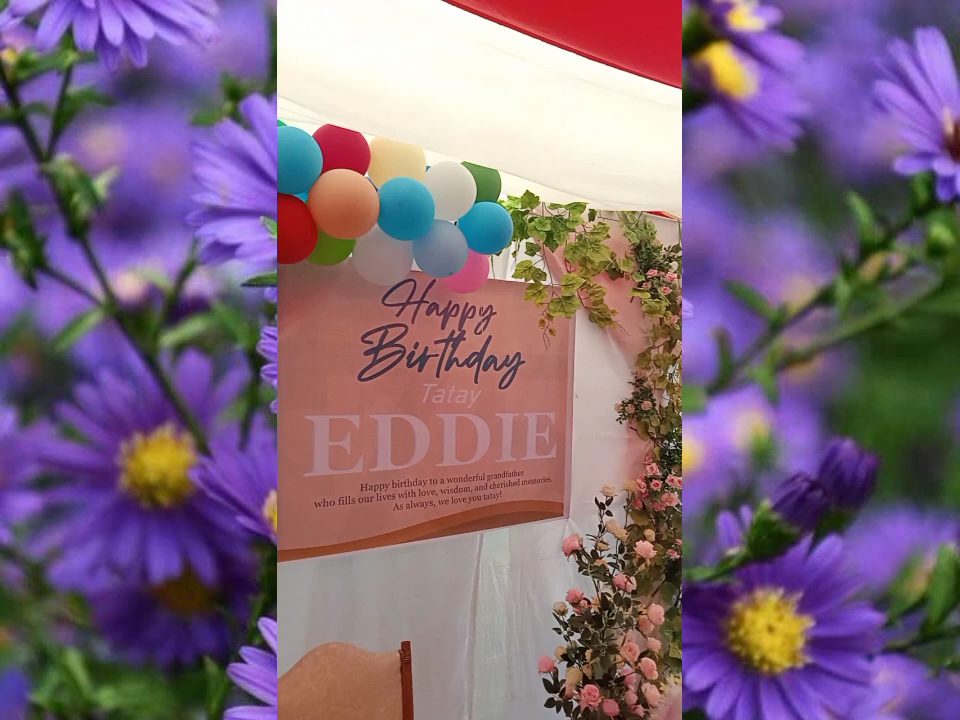 Happy
Birthday
Tatay
EDDIE
Happy birthday to a wonderful grandfather
who fills our lives with love, wisdom, and cherished memories.
As always, we love you tatay!